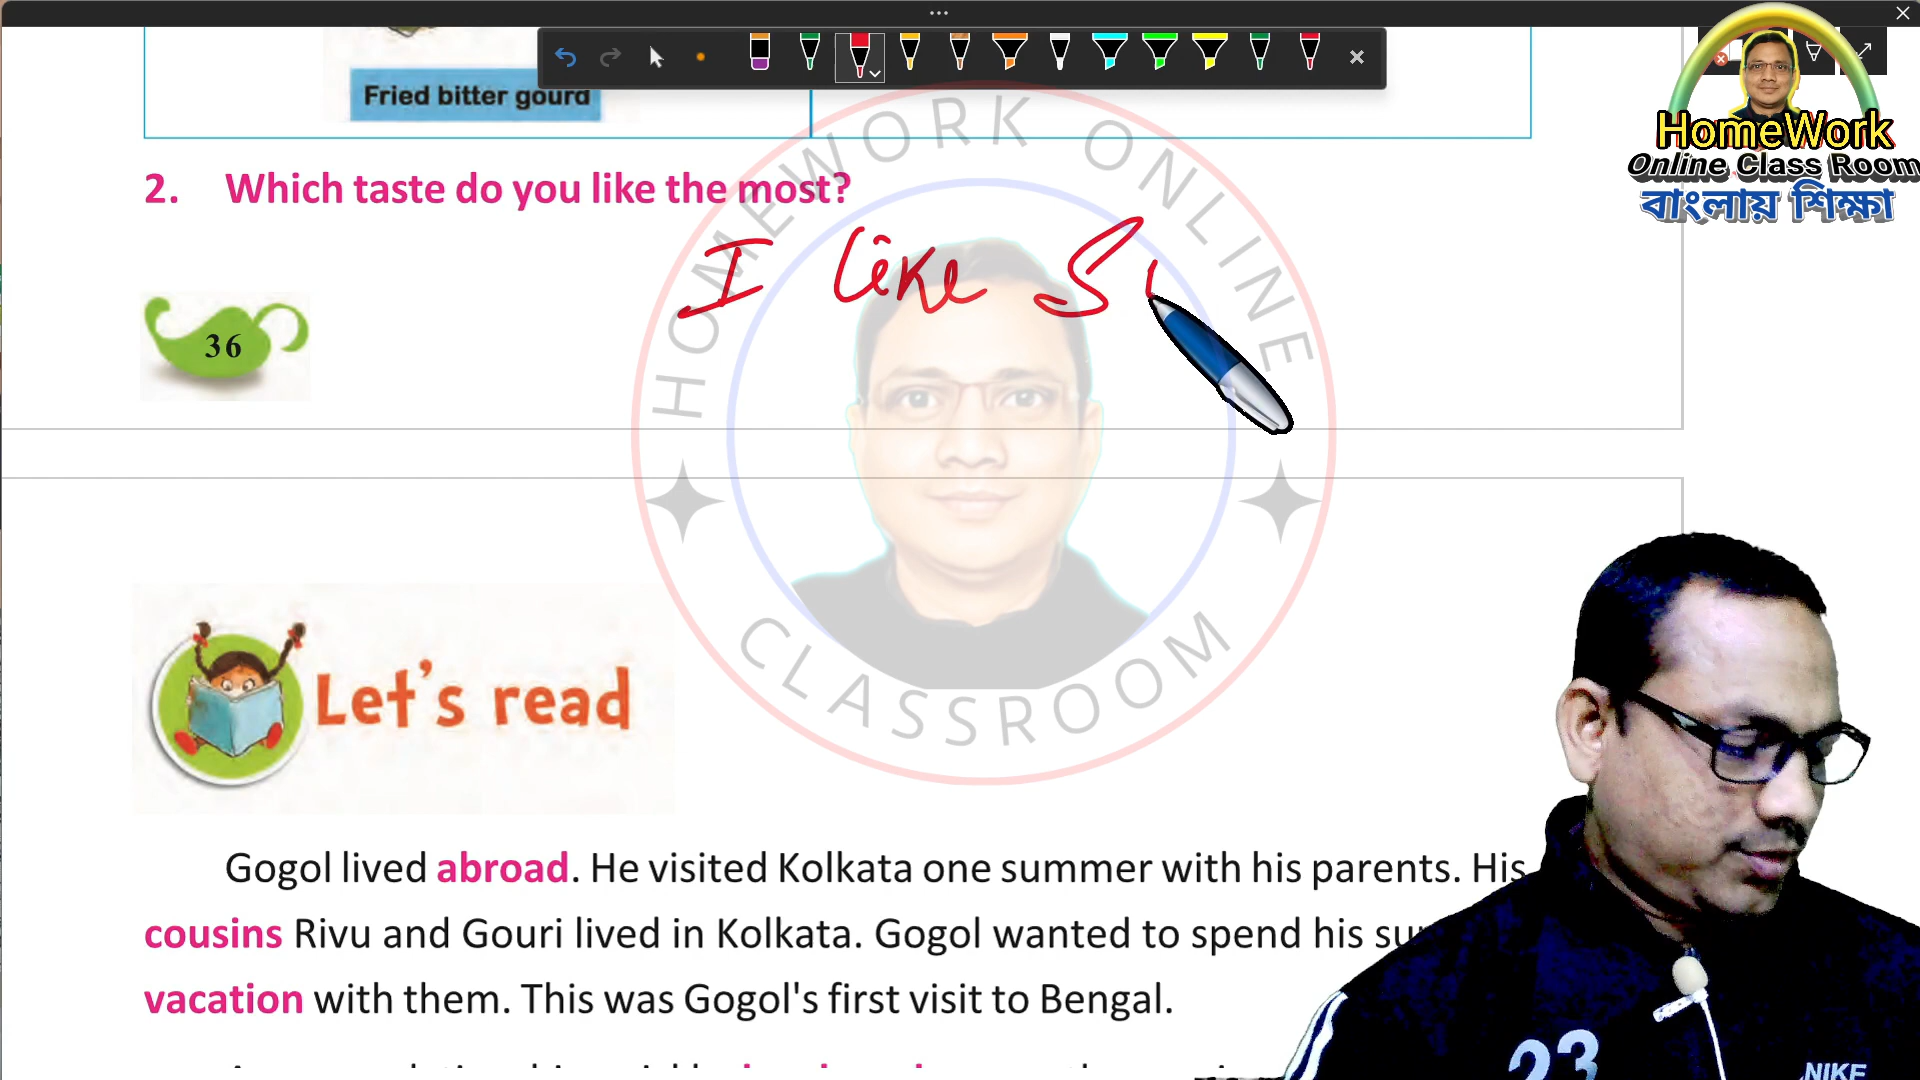 Fried bitter gourd
HomeWork
Online Class Room
বাংলায় শিক্ষা
2. Which taste do you like the most?
I like S
36
HOMEWORK ONLINE
CLASSROOM
Let's read
Gogol lived abroad. He visited Kolkata one summer with his parents. His
cousins Rivu and Gouri lived in Kolkata. Gogol wanted to spend his su
vacation with them. This was Gogol's first visit to Bengal.
23
NIKE